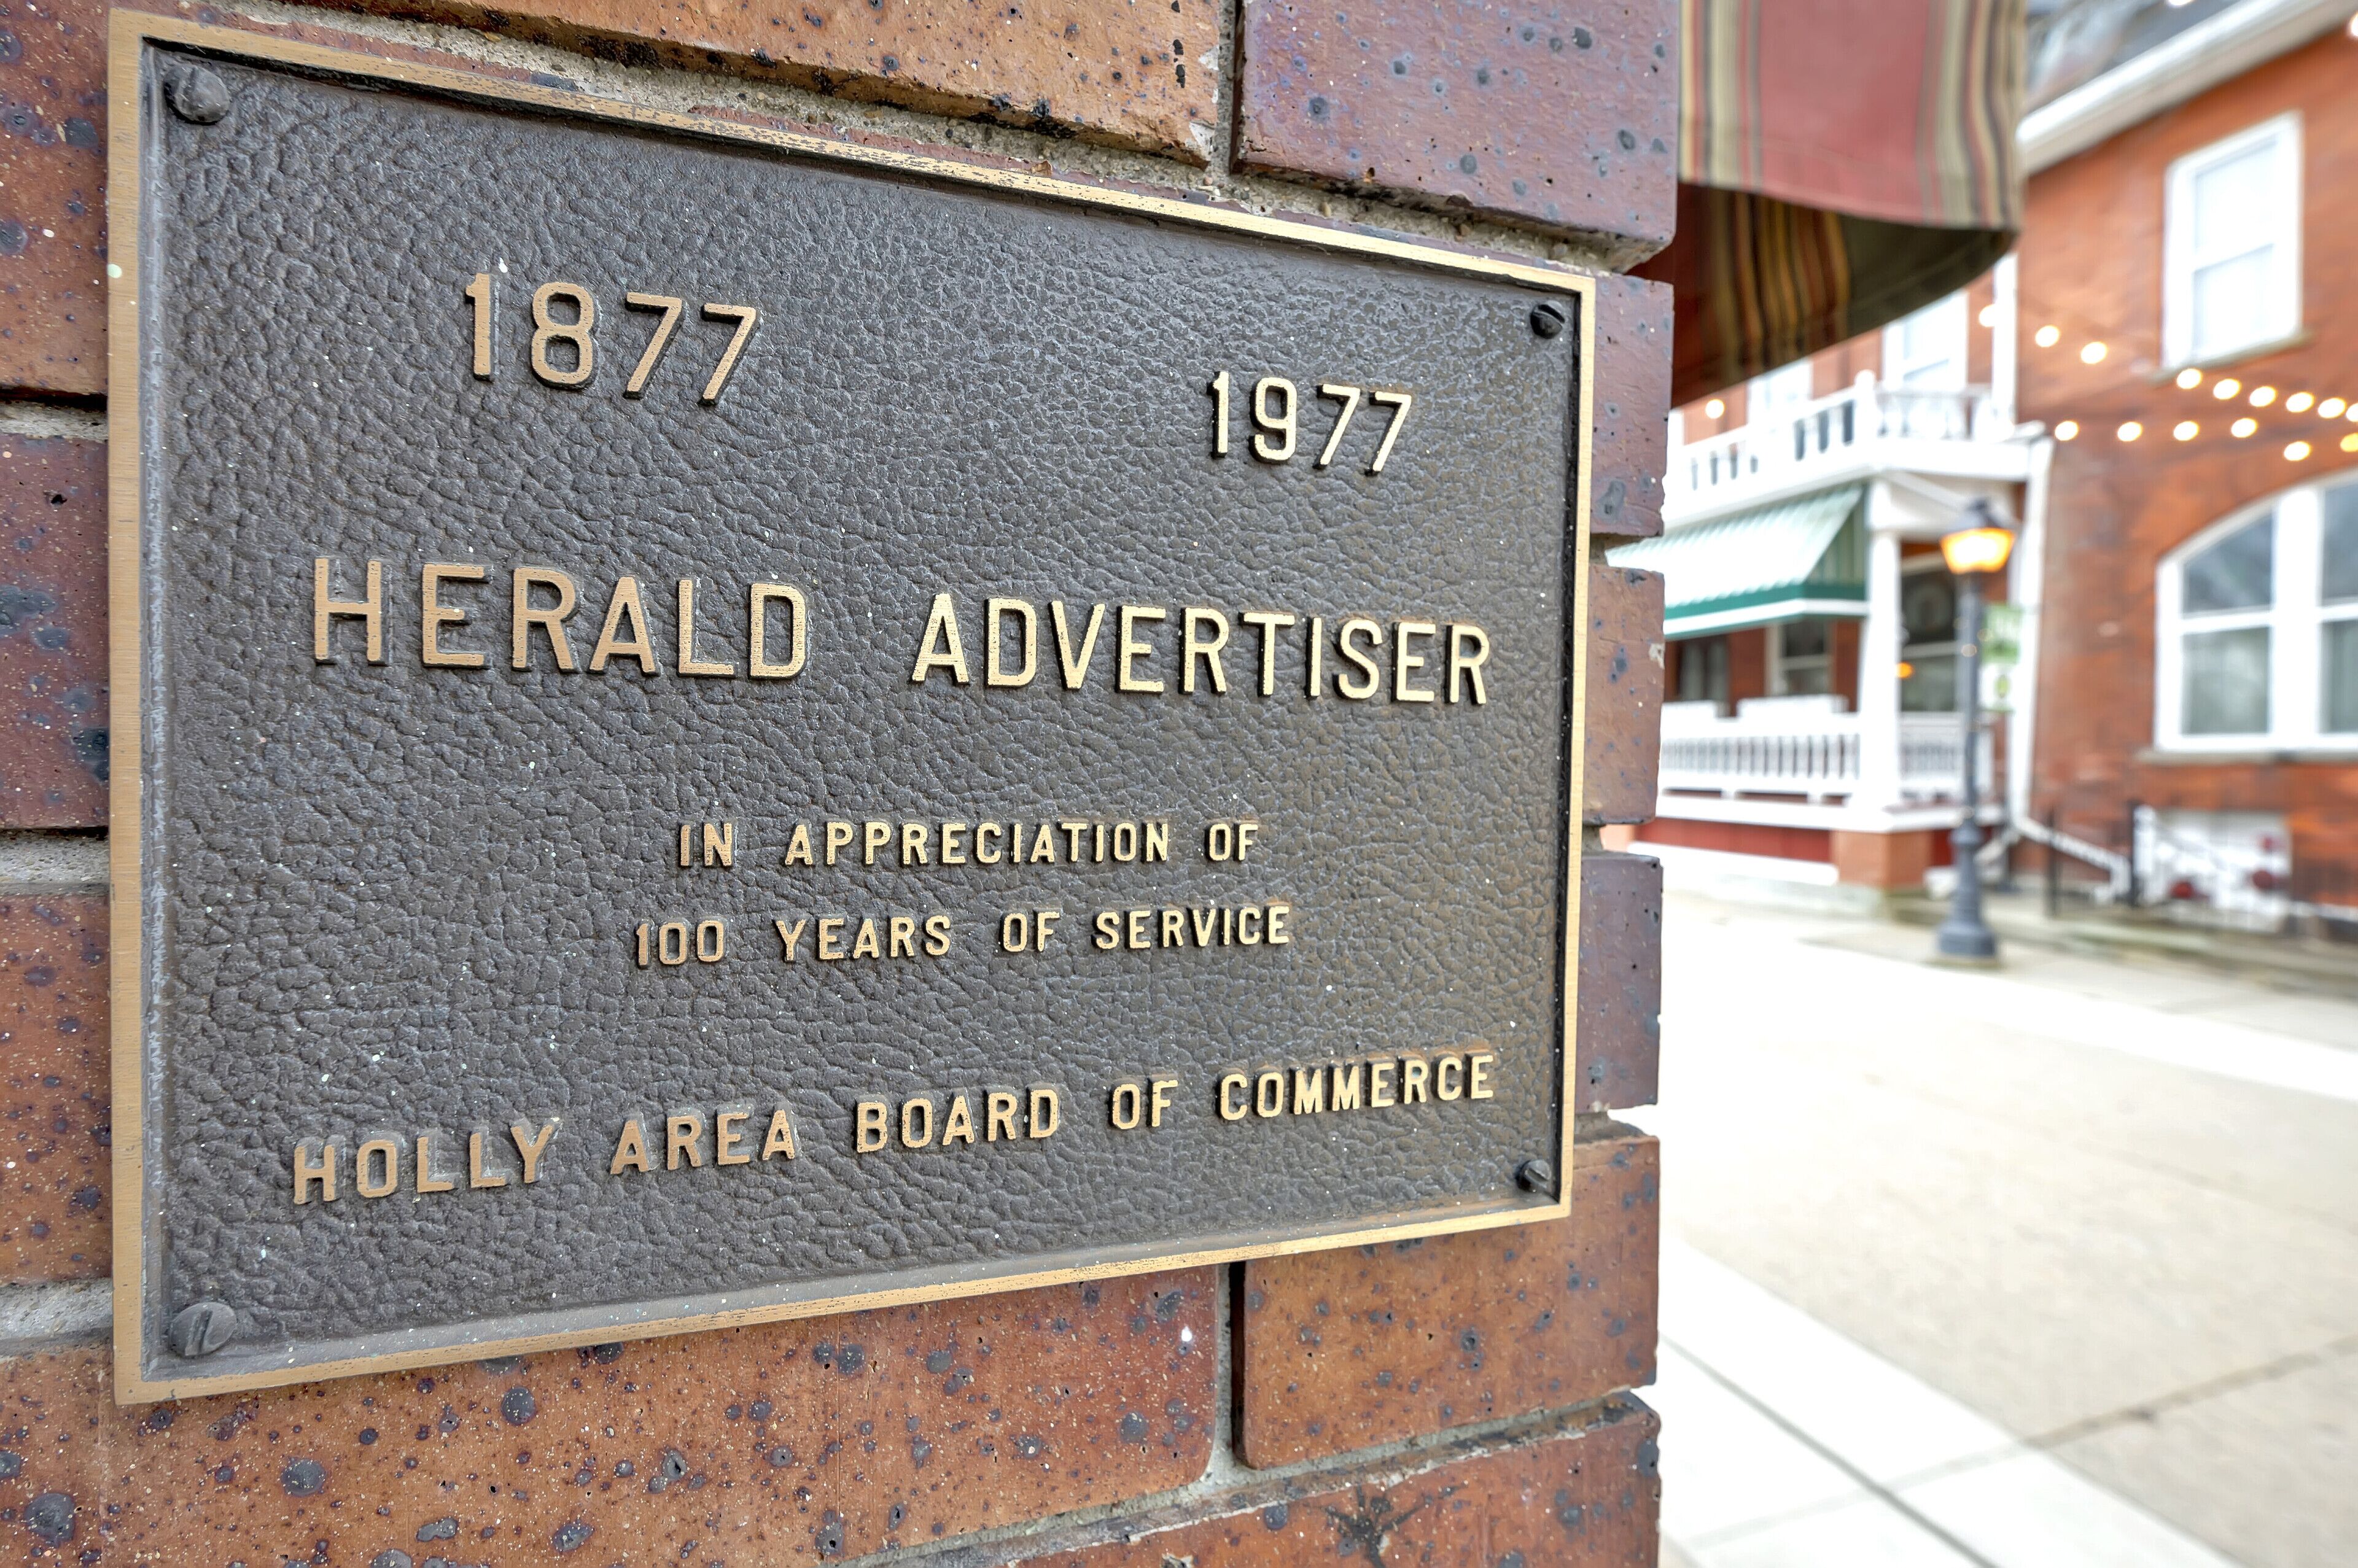 1877 1977
HERALD ADVERTISER
IN APPRECIATION OF
100 YEARS OF SERVICE
HOLLY AREA BOARD OF COMMERCE